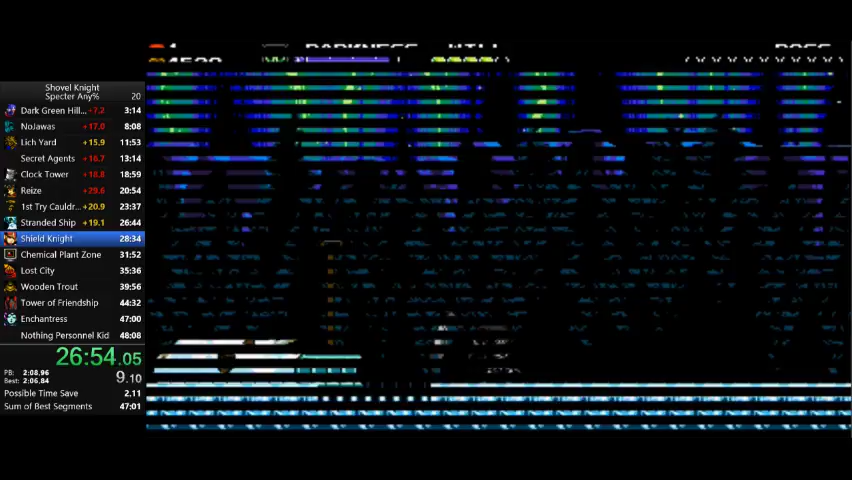 Shovel Knight
Specter Any% 20
Dark Green Hill... +7.2 3:14
NoJawas +17.0 8:08
Lich Yard +15.9 11:53
Secret Agents +16.7 13:14
Clock Tower +18.8 18:59
Reize +29.6 20:54
1st Try Cauldr... +20.9 23:37
Stranded Ship +19.1 26:44
Shield Knight 28:34
Chemical Plant Zone 31:52
Lost City 35:36
Wooden Trout 39:56
Tower of Friendship 44:32
Enchantress 47:00
Nothing Personnel Kid 48:08
26:54.05
PB: 2:08,96
Best: 2:06,84
9.10
Possible Time Save 2.11
Sum of Best Segments 47:01
DARKNESS WILL BOSS